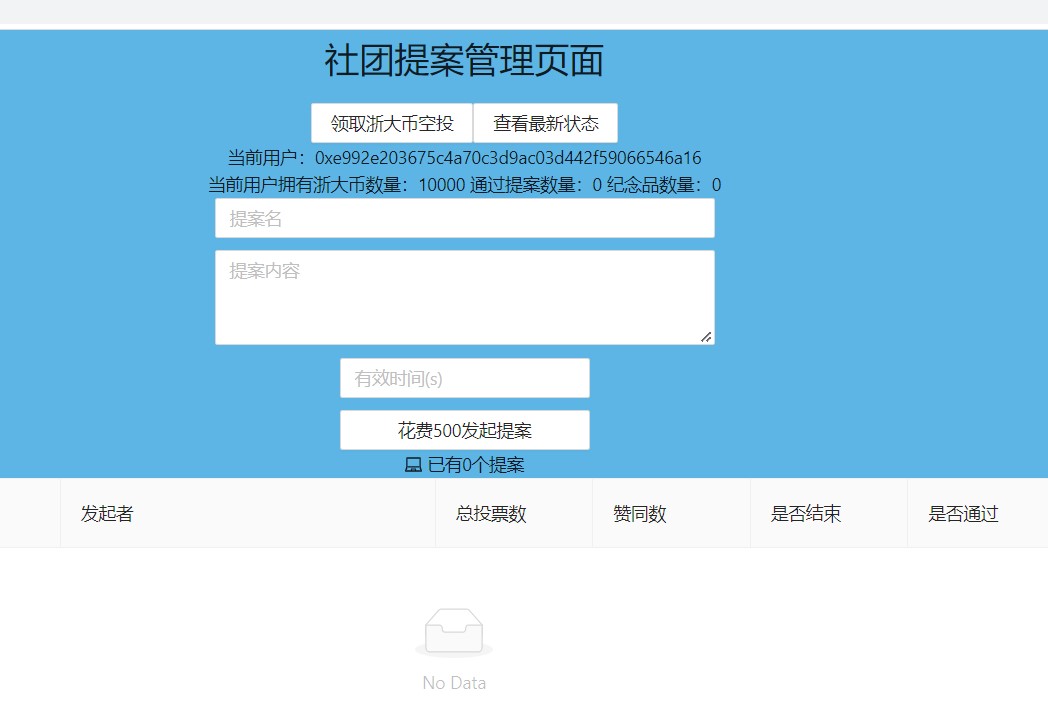 社团提案管理页面
领取浙大币空投 查看最新状态
当前用户：0xe992e203675c4a70c3d9ac03d442f59066546a16
当前用户拥有浙大币数量：10000 通过提案数量：0 纪念品数量：0
提案名
提案内容
有效时间(s)
花费500发起提案
已有0个提案
发起者 总投票数 赞同数 是否结束 是否通过
No Data